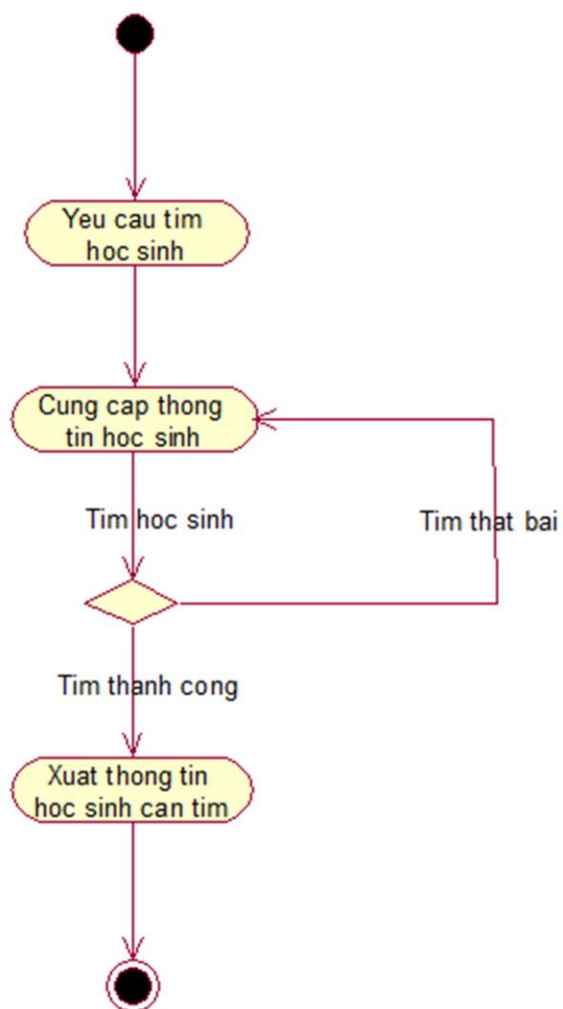 Yeu cau tim
hoc sinh
Cung cap thong
tin hoc sinh
Tim hoc sinh
Tim that bai
Tim thanh cong
Xuat thong tin
hoc sinh can tim